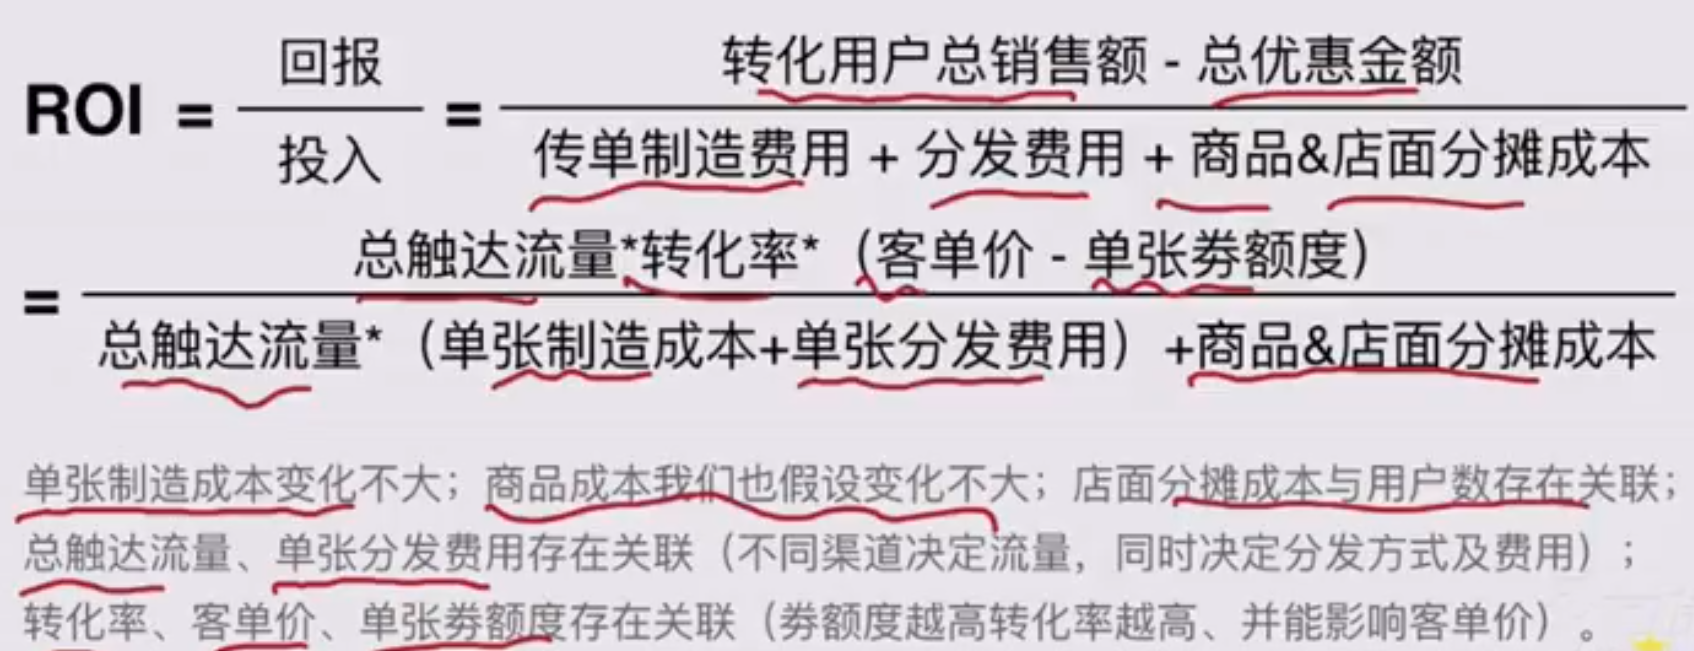 ROI = 回报 / 投入 = 转化用户总销售额 - 总优惠金额 / 传单制造费用 + 分发费用 + 商品&店面分摊成本
= 总触达流量*转化率*（客单价 - 单张劵额度） / 总触达流量*（单张制造成本+单张分发费用）+商品&店面分摊成本
单张制造成本变化不大；商品成本我们也假设变化不大；店面分摊成本与用户数存在关联；
总触达流量、单张分发费用存在关联（不同渠道决定流量，同时决定分发方式及费用）；
转化率、客单价、单张劵额度存在关联（劵额度越高转化率越高、并能影响客单价）。